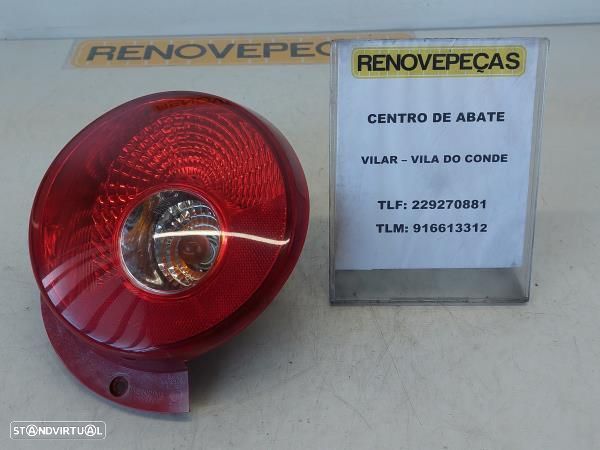 RENOVEPEÇAS
RENOVEPEÇAS
CENTRO DE ABATE
VILAR – VILA DO CONDE
TLF: 229270881
TLM: 916613312
STANDVIRTUAL